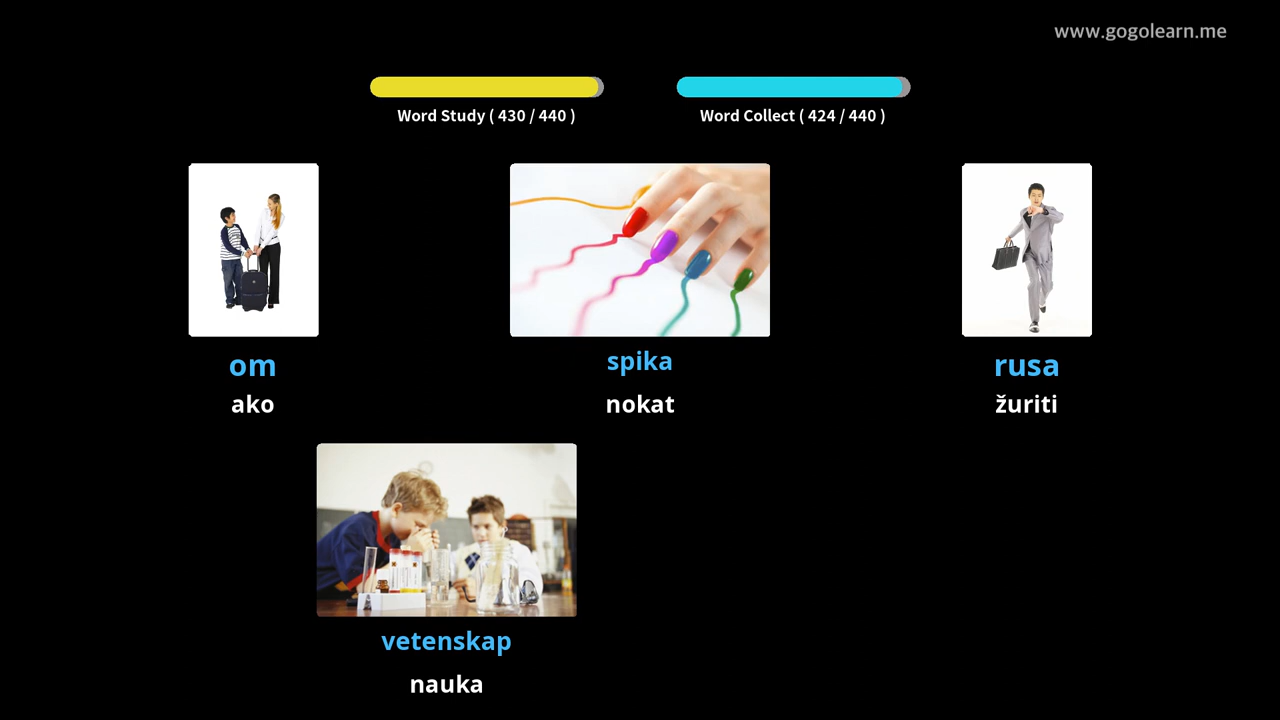 www.gogolearn.me
Word Study ( 430 / 440 )
Word Collect ( 424 / 440 )
om
ako
spika
nokat
rusa
žuriti
vetenskap
nauka